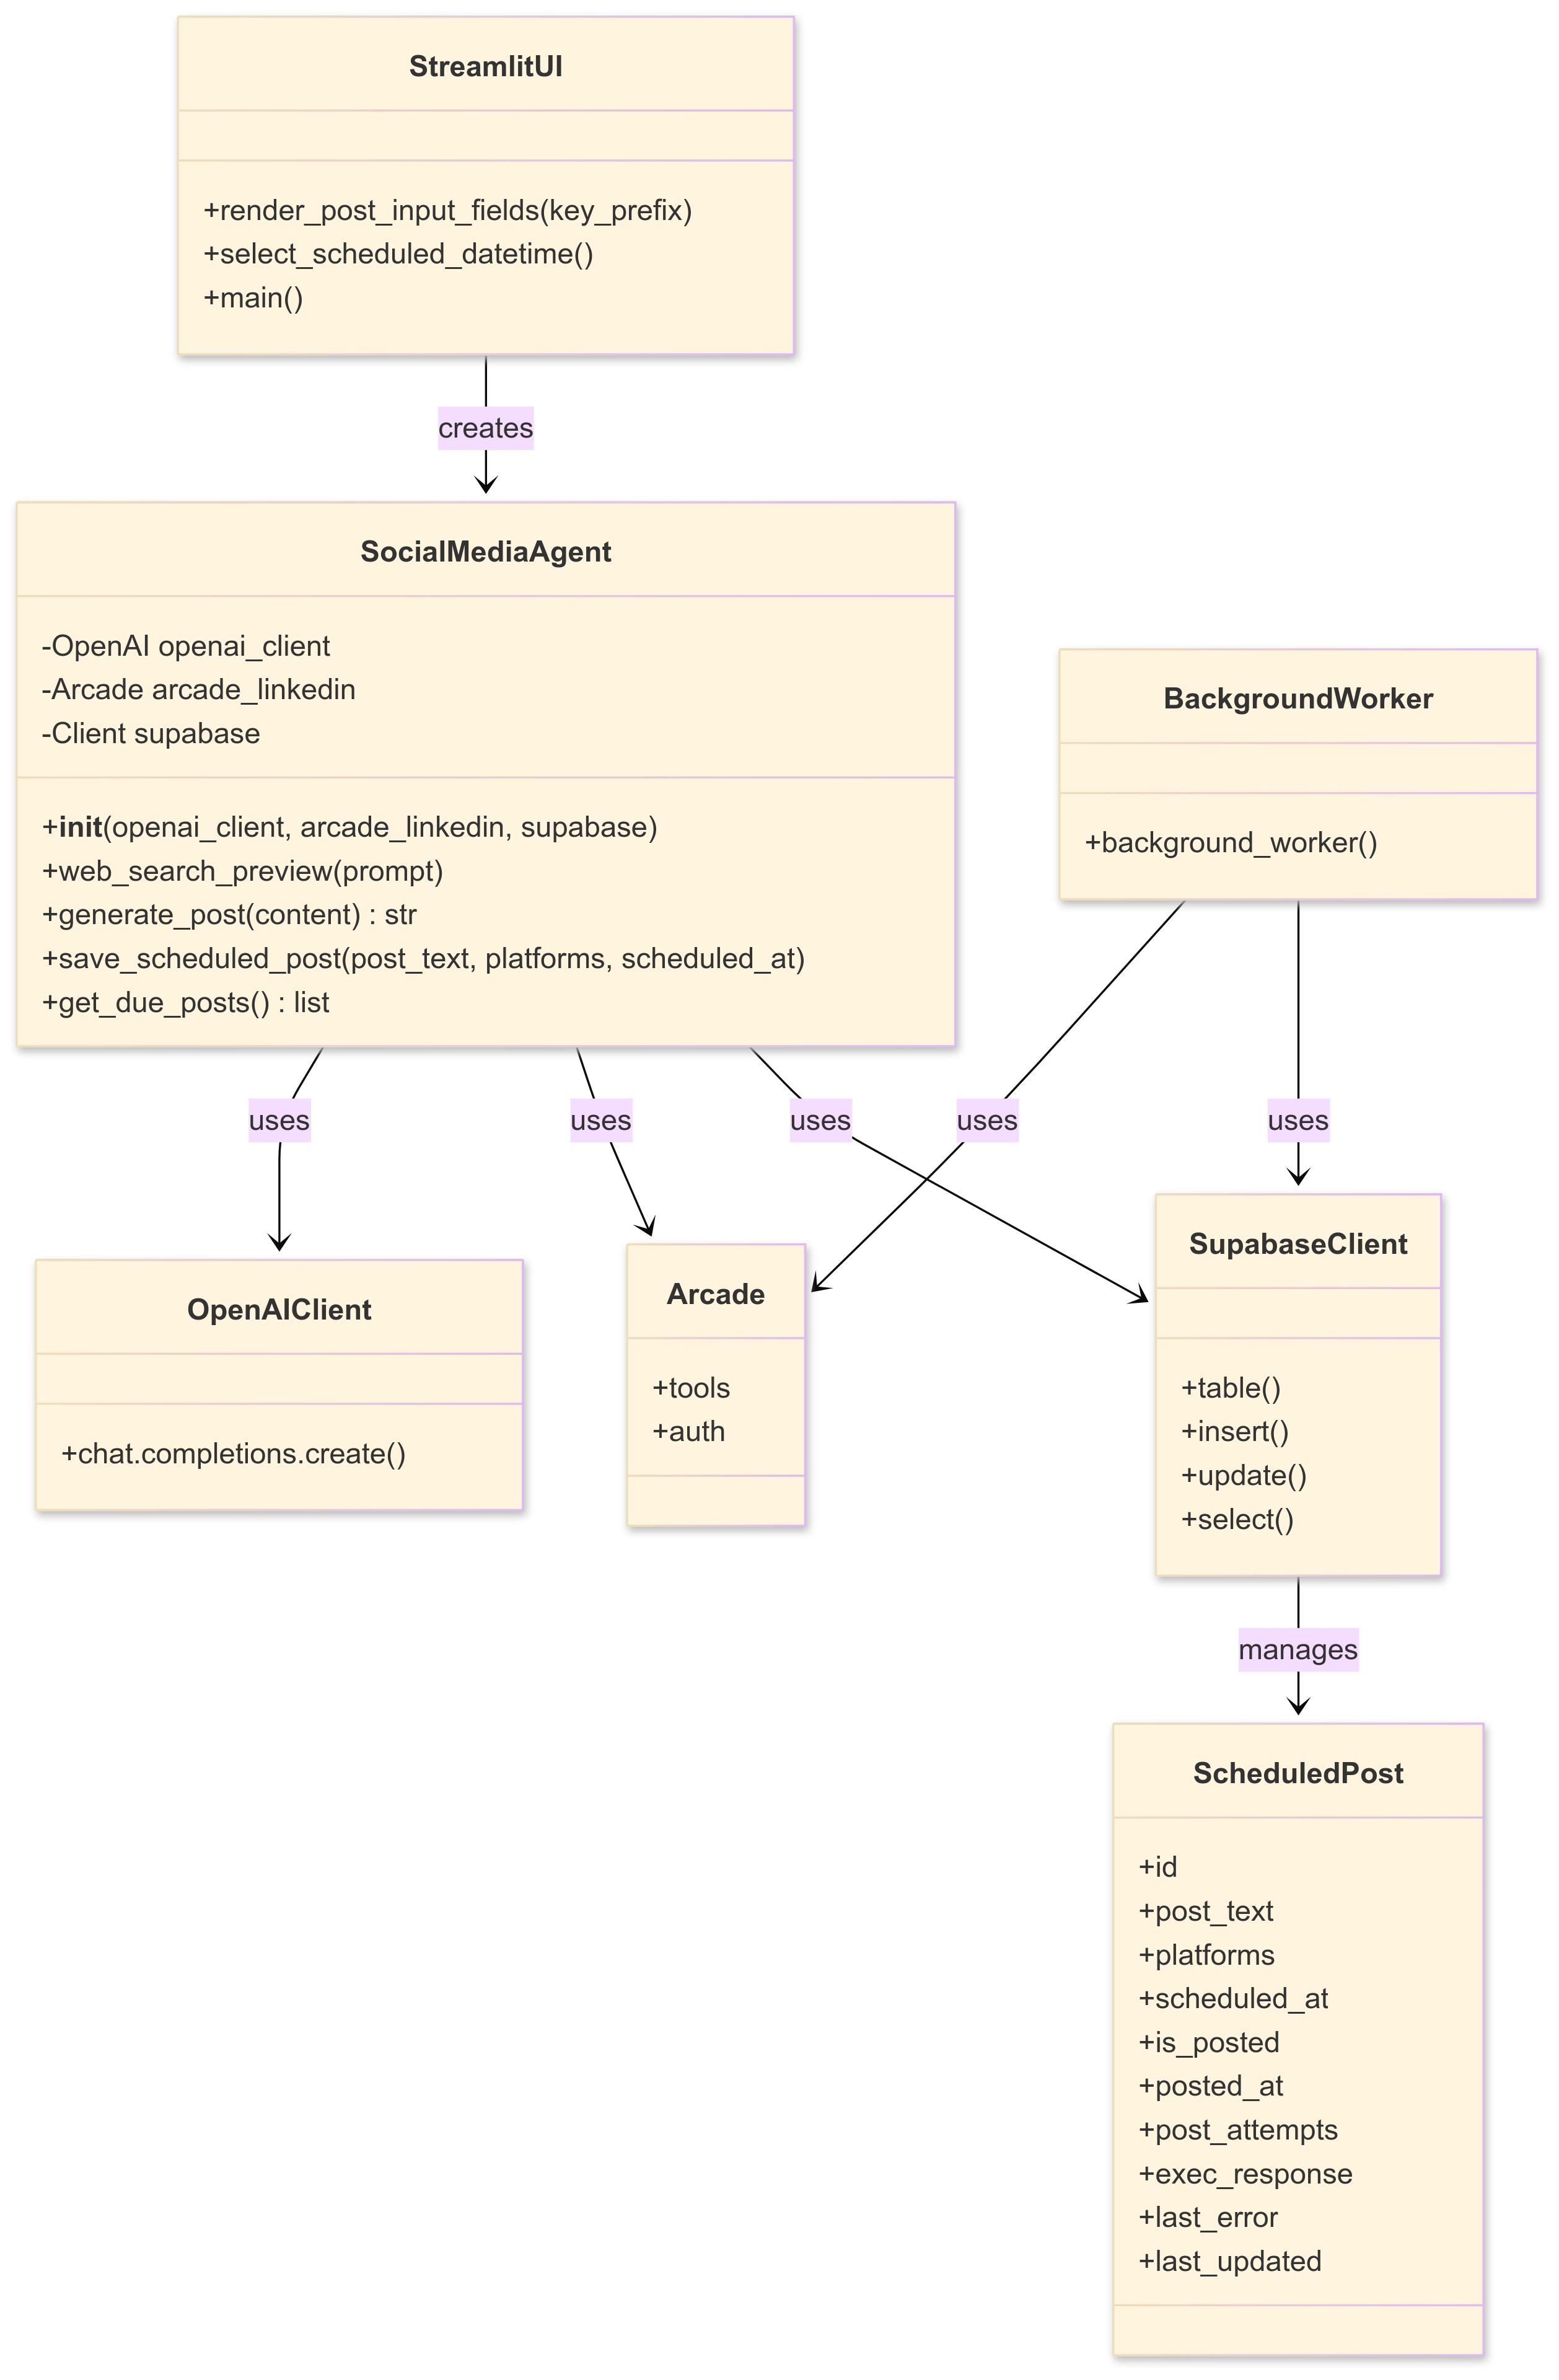 StreamlitUI
+render_post_input_fields(key_prefix)
+select_scheduled_datetime()
+main()
creates
SocialMediaAgent
-OpenAI openai_client
-Arcade arcade_linkedin
-Client supabase
+init(openai_client, arcade_linkedin, supabase)
+web_search_preview(prompt)
+generate_post(content) : str
+save_scheduled_post(post_text, platforms, scheduled_at)
+get_due_posts() : list
BackgroundWorker
+background_worker()
uses
uses
uses
uses
uses
OpenAIClient
+chat.completions.create()
Arcade
+tools
+auth
SupabaseClient
+table()
+insert()
+update()
+select()
manages
ScheduledPost
+id
+post_text
+platforms
+scheduled_at
+is_posted
+posted_at
+post_attempts
+exec_response
+last_error
+last_updated